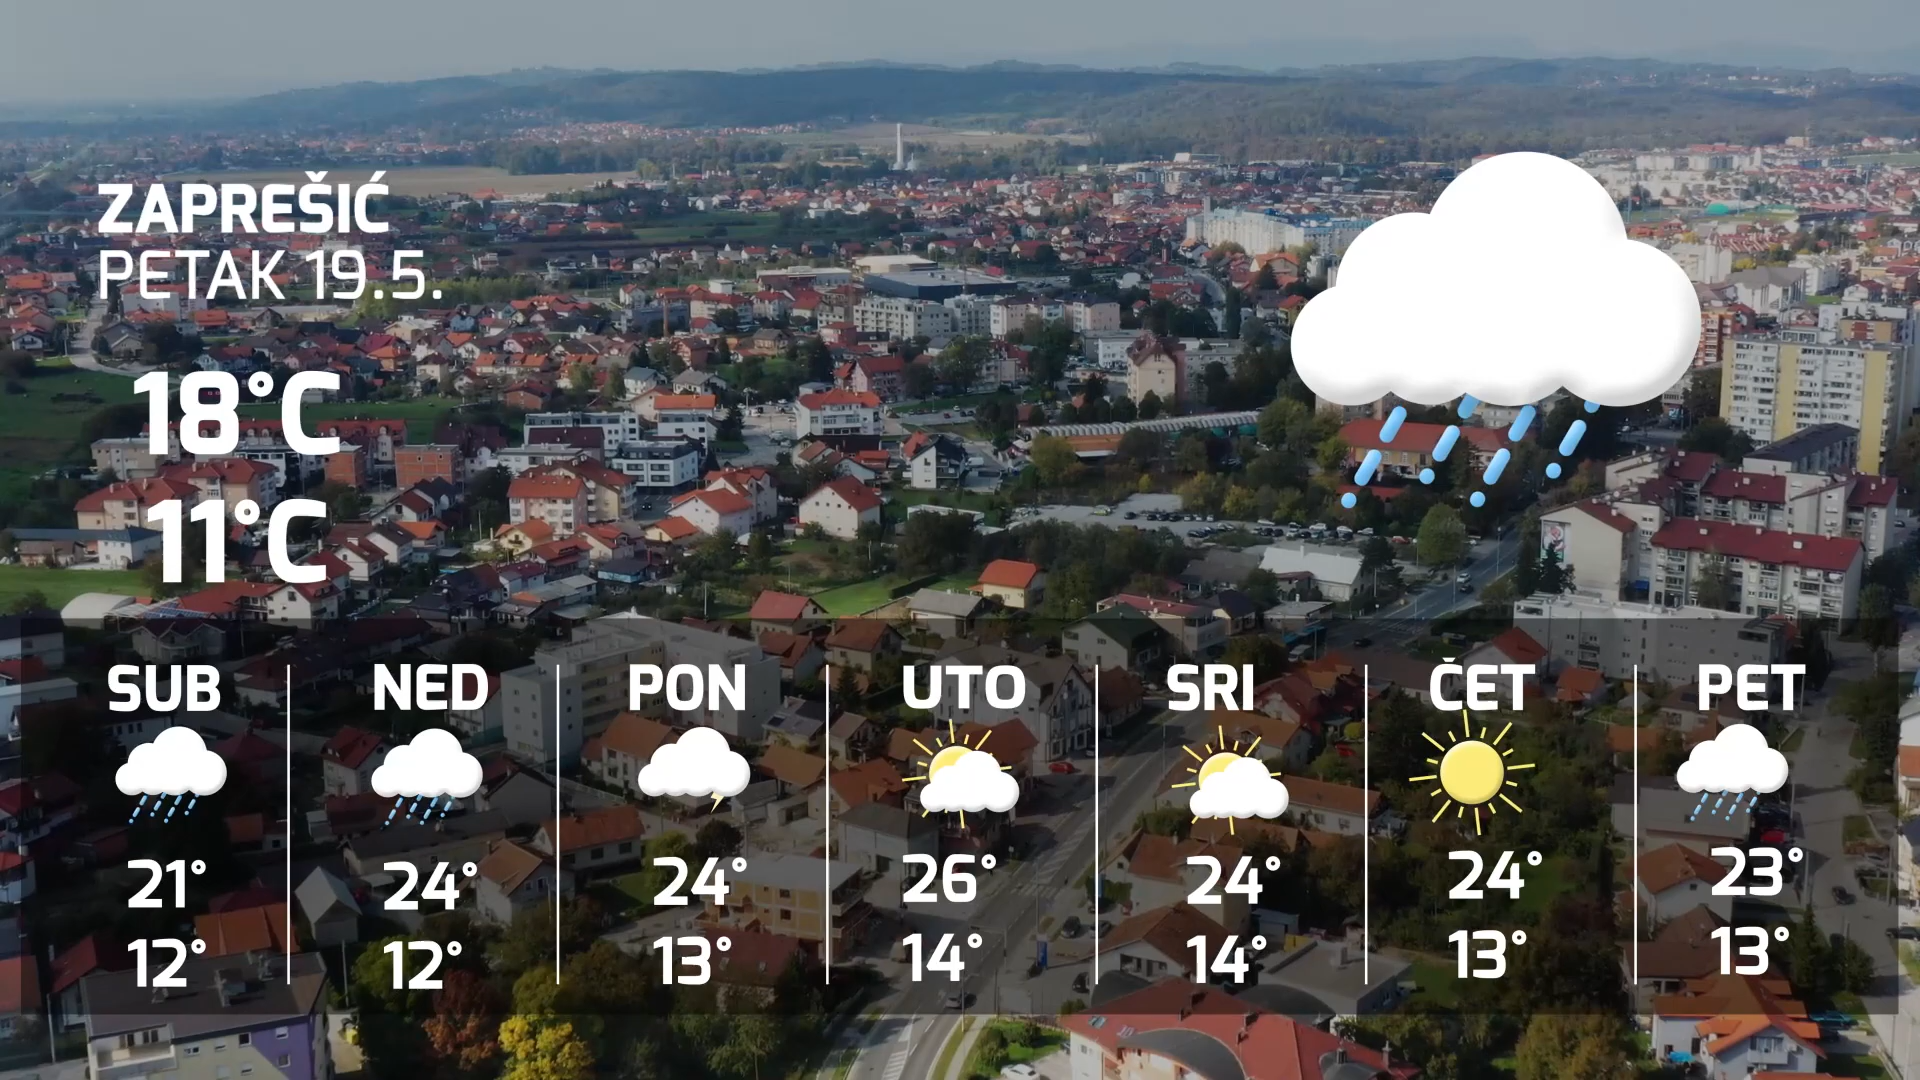 ZAPREŠIĆ
PETAK 19.5.
18°C
11°C
SUB NED PON UTO SRI ČET PET
21° 24° 24° 26° 24° 24° 23°
12° 12° 13° 14° 14° 13° 13°